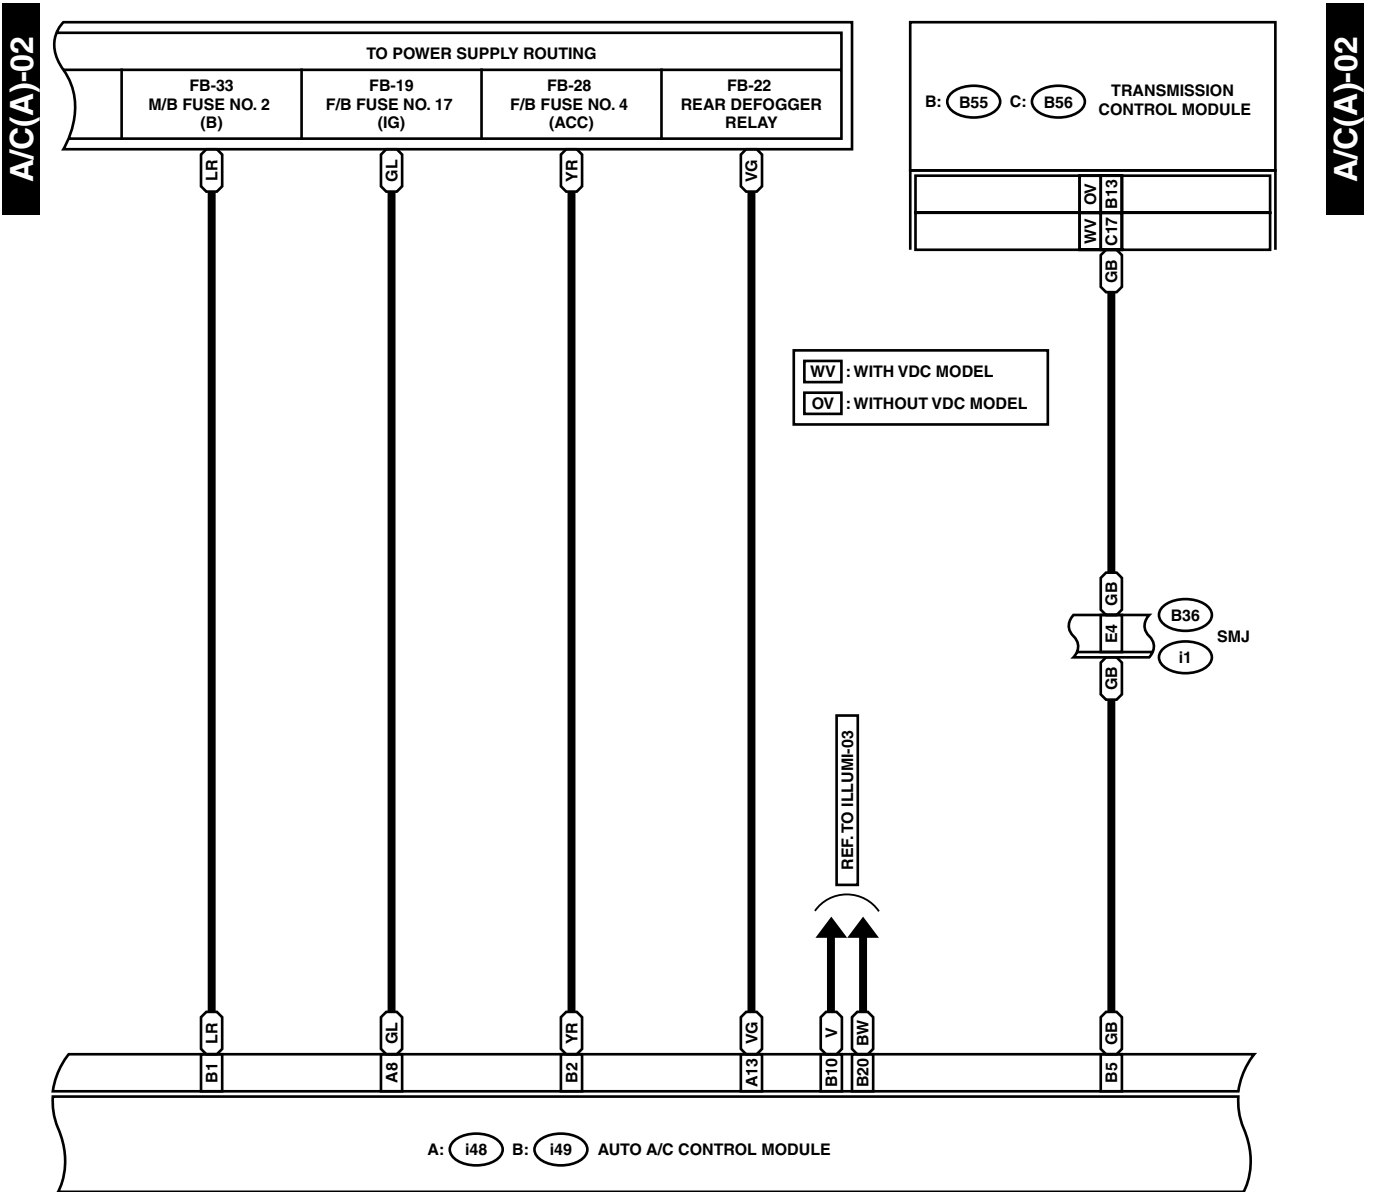 A/C(A)-02
A/C(A)-02
TO POWER SUPPLY ROUTING
FB-33
M/B FUSE NO. 2
(B)
FB-19
F/B FUSE NO. 17
(IG)
FB-28
F/B FUSE NO. 4
(ACC)
FB-22
REAR DEFOGGER
RELAY
B: B55 C: B56
TRANSMISSION
CONTROL MODULE
LR
GL
YR
VG
OV B13
WV C17
GB
WV : WITH VDC MODEL
OV : WITHOUT VDC MODEL
GB
E4
GB
B36
i1
SMJ
REF. TO ILLUMI-03
LR
GL
YR
VG
V
BW
GB
B1
A8
B2
A13
B10
B20
B5
A: i48 B: i49 AUTO A/C CONTROL MODULE